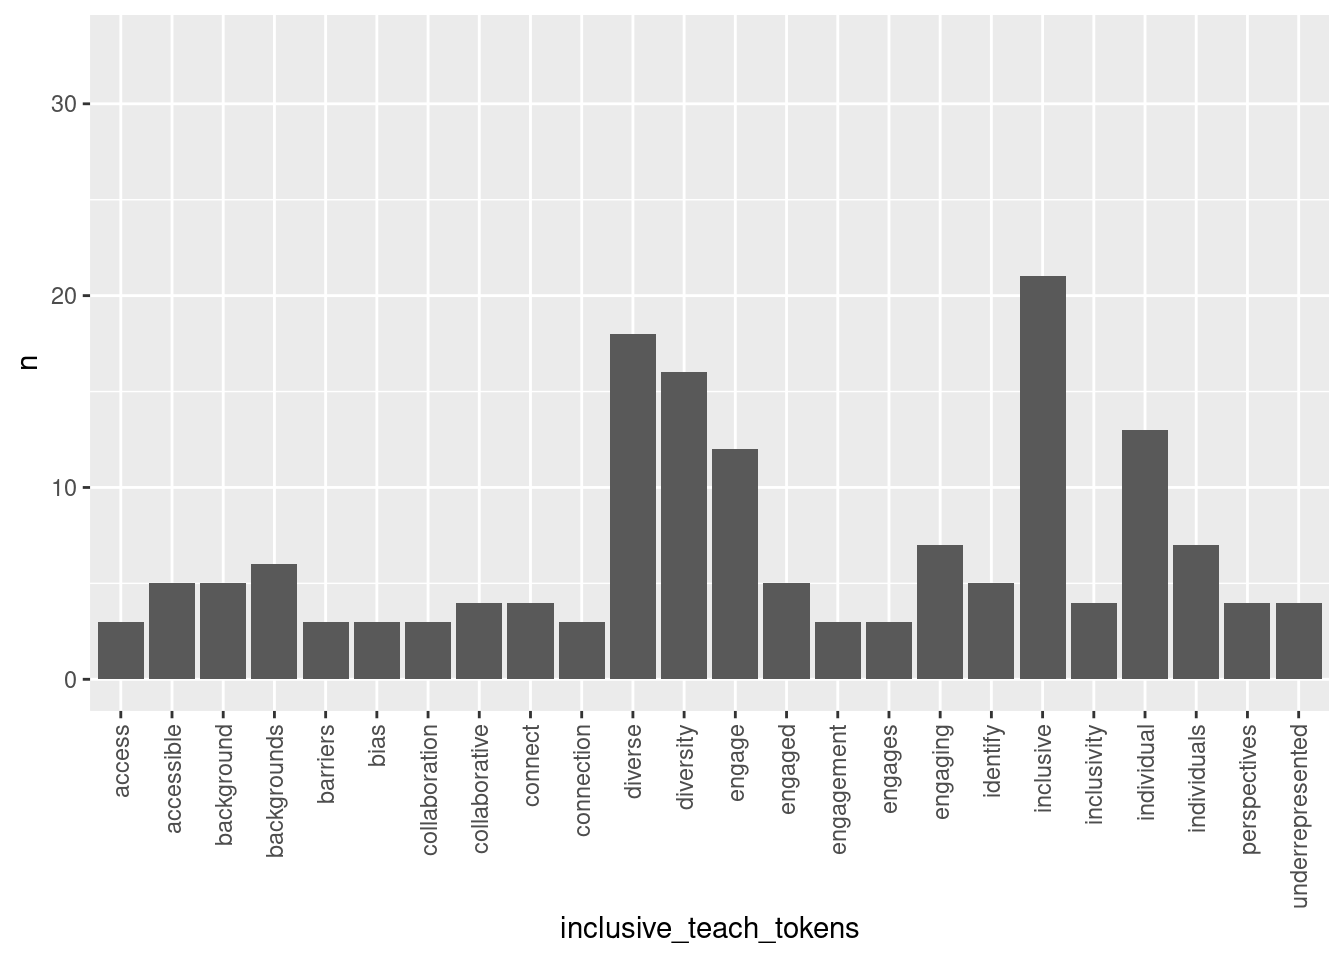 30
20
10
0
n
access
accessible
background
backgrounds
barriers
bias
collaboration
collaborative
connect
connection
diverse
diversity
engage
engaged
engagement
engages
engaging
identity
inclusive
inclusivity
individual
individuals
perspectives
underrepresented
inclusive_teach_tokens